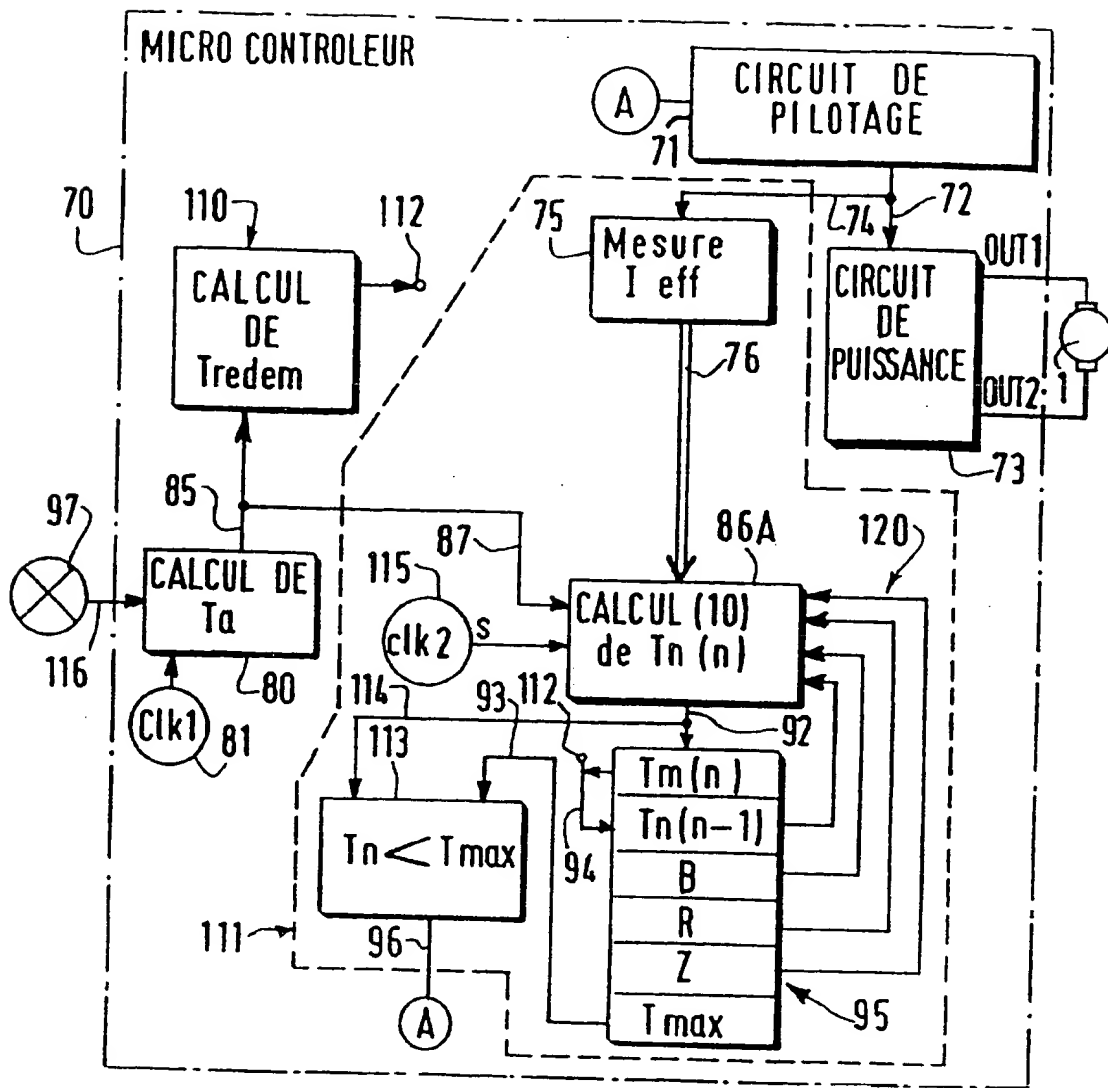 MICRO CONTROLEUR
CIRCUIT DE
PILOTAGE
A
71
70
110
112
CALCUL
DE
Tredem
75
Mesure
I eff
74
72
CIRCUIT
DE
PUISSANCE
OUT1
OUT2
1
73
76
85
87
97
116
CALCUL DE
Ta
80
Clk1
81
115
clk2
S
86A
120
CALCUL (10)
de Tn (n)
114
113
93
112
92
Tn < Tmax
94
Tm (n)
Tn (n-1)
B
R
Z
Tmax
95
111
96
A